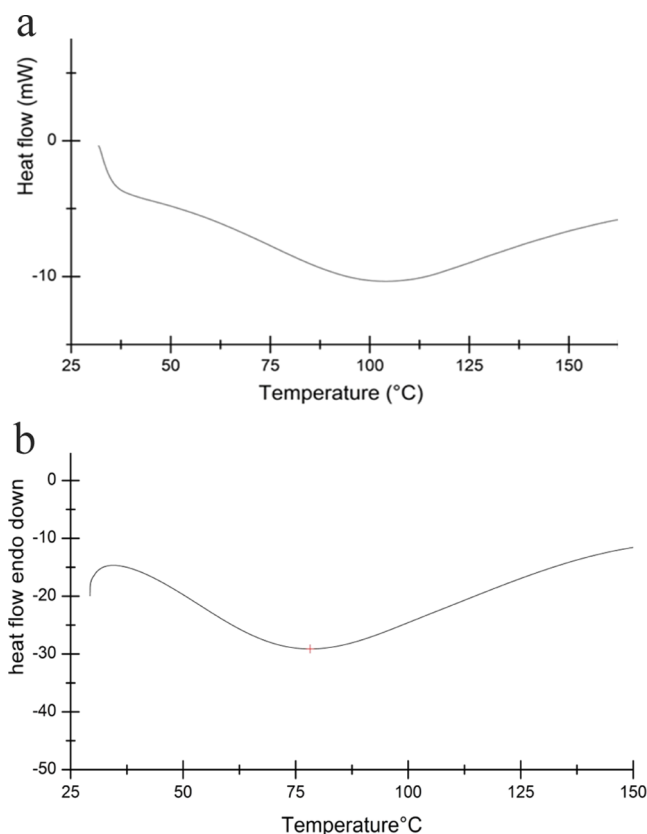 a
Heat flow (mW)
0
-10
25 50 75 100 125 150
Temperature (°C)
b
heat flow endo down
0
-10
-20
-30
-40
-50
25 50 75 100 125 150
Temperature°C